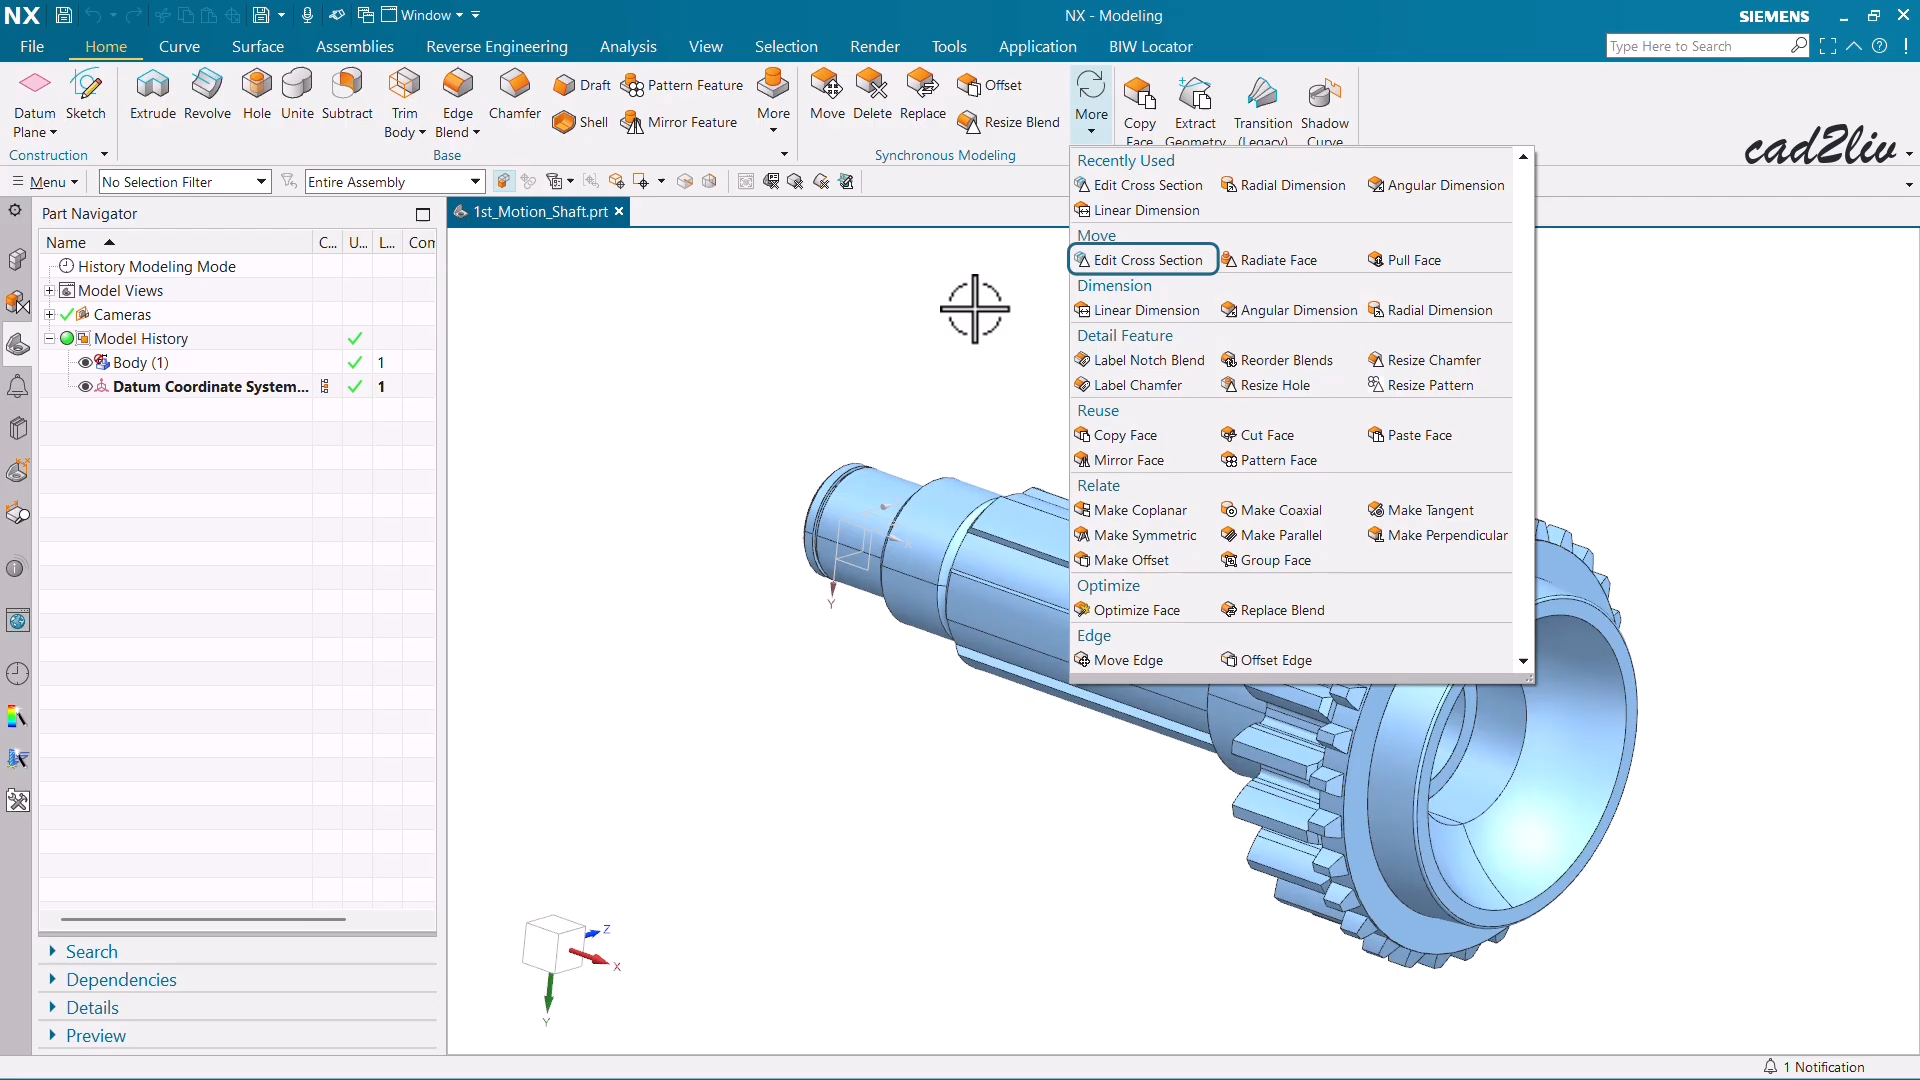 NX
Window
NX - Modeling
SIEMENS
File
Home
Curve
Surface
Assemblies
Reverse Engineering
Analysis
View
Selection
Render
Tools
Application
BIW Locator
Type Here to Search
Datum Plane
Sketch
Extrude
Revolve
Hole
Unite
Subtract
Trim Body
Edge Blend
Chamfer
Draft
Shell
Pattern Feature
Mirror Feature
More
Move
Delete
Replace
Offset
Resize Blend
More
Copy Face
Extract Geometry
Transition (Legacy)
Shadow Curve
Construction
Base
Synchronous Modeling
cad2liv
Menu
No Selection Filter
Entire Assembly
Part Navigator
1st_Motion_Shaft.prt
Name C... U... L... Com
History Modeling Mode
Model Views
Cameras
Model History
Body (1) 1
Datum Coordinate System... 1
Search
Dependencies
Details
Preview
Recently Used
Edit Cross Section Radial Dimension Angular Dimension
Linear Dimension
Move
Edit Cross Section Radiate Face Pull Face
Dimension
Linear Dimension Angular Dimension Radial Dimension
Detail Feature
Label Notch Blend Reorder Blends Resize Chamfer
Label Chamfer Resize Hole Resize Pattern
Reuse
Copy Face Cut Face Paste Face
Mirror Face Pattern Face
Relate
Make Coplanar Make Coaxial Make Tangent
Make Symmetric Make Parallel Make Perpendicular
Make Offset Group Face
Optimize
Optimize Face Replace Blend
Edge
Move Edge Offset Edge
Y
Z
X
Y
1 Notification